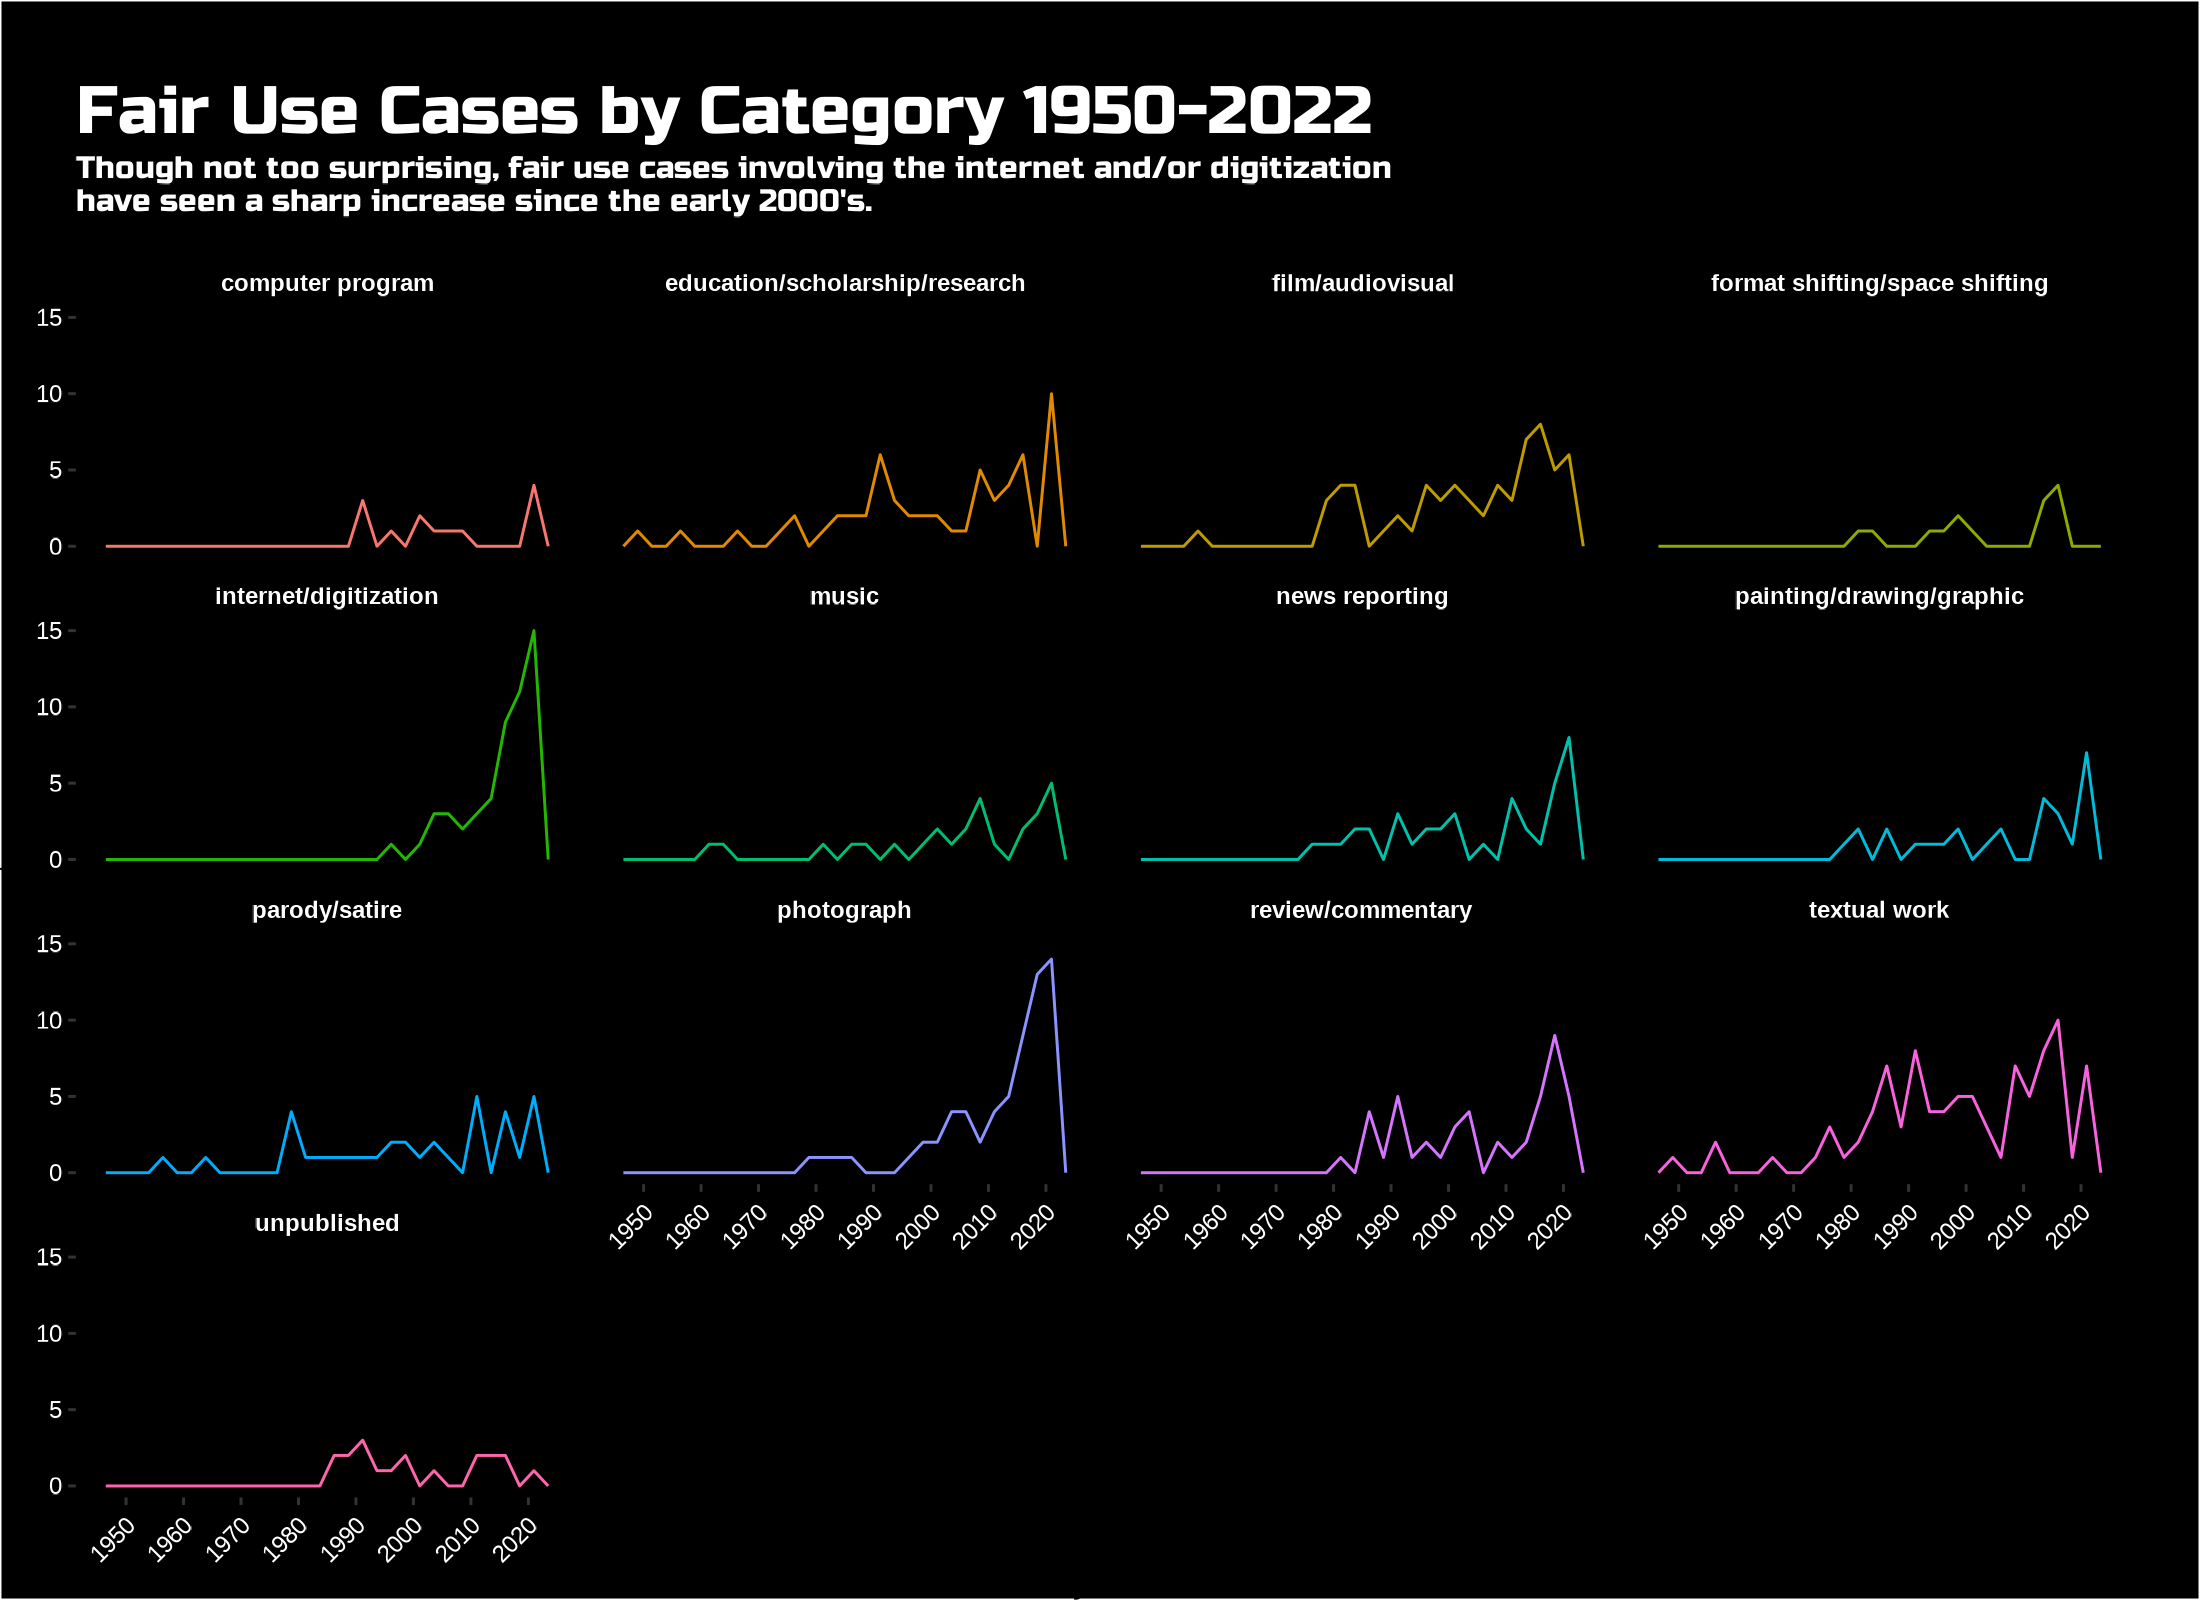 Fair Use Cases by Category 1950-2022
Though not too surprising, fair use cases involving the internet and/or digitization
have seen a sharp increase since the early 2000's.
computer program education/scholarship/research film/audiovisual format shifting/space shifting
15
10
5
0
internet/digitization music news reporting painting/drawing/graphic
15
10
5
0
parody/satire photograph review/commentary textual work
15
10
5
0
1950 1960 1970 1980 1990 2000 2010 2020 1950 1960 1970 1980 1990 2000 2010 2020 1950 1960 1970 1980 1990 2000 2010 2020
unpublished
15
10
5
0
1950 1960 1970 1980 1990 2000 2010 2020